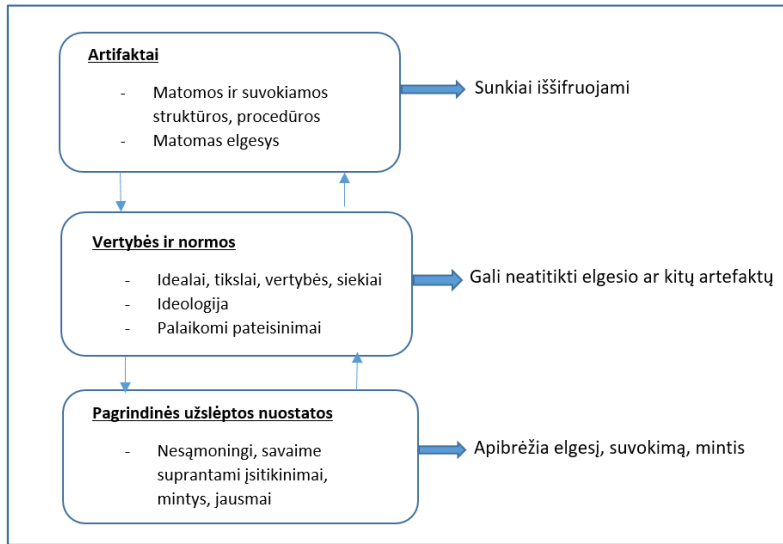 Artifaktai
- Matomos ir suvokiamos
struktūros, procedūros
- Matomas elgesys
Sunkiai iššifruojami
Vertybės ir normos
- Idealai, tikslai, vertybės, siekiai
- Ideologija
- Palaikomi pateisinimai
Gali neatitikti elgesio ar kitų artefaktų
Pagrindinės užslėptos nuostatos
- Nesąmoningi, savaime
suprantami įsitikinimai,
mintys, jausmai
Apibrėžia elgesį, suvokimą, mintis